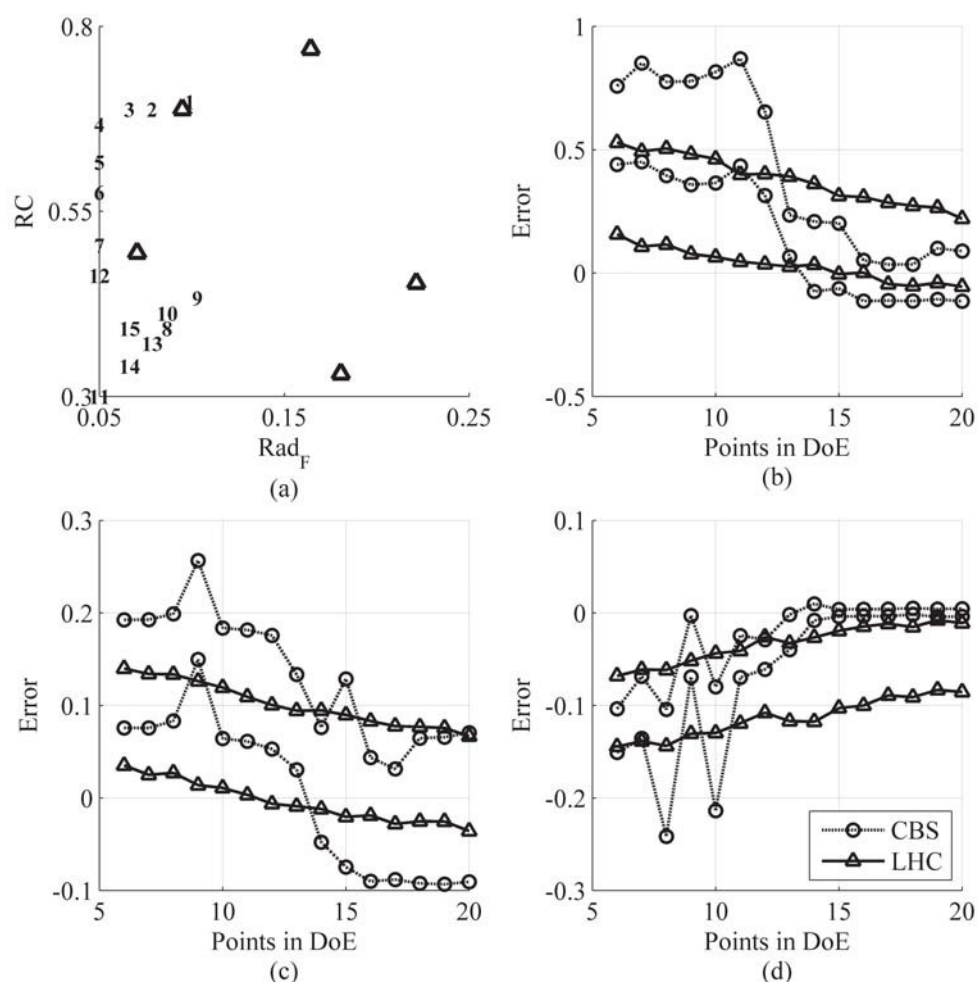 0.8
RC
0.55
0.3
0.05
0.15
0.25
Rad_F
1
3 2
4
5
6
7
12
9
10
15 8
13
14
11
(a)
1
0.5
0
-0.5
Error
5 10 15 20
Points in DoE
(b)
0.3
0.2
0.1
0
-0.1
Error
5 10 15 20
Points in DoE
(c)
0.1
0
-0.1
-0.2
-0.3
Error
CBS
LHC
5 10 15 20
Points in DoE
(d)